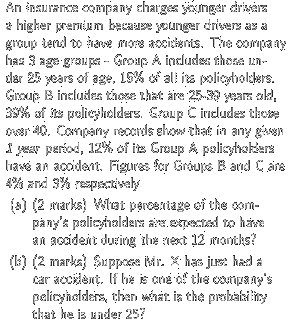 An insurance company charges younger drivers
a higher premium because younger drivers as a
group tend to have more accidents. The company
has 3 age groups - Group A includes those un-
der 25 years of age, 15% of all its policyholders.
Group B includes those that are 25-39 years old,
35% of its policyholders. Group C includes those
over 40. Company records show that in any given
1 year period, 12% of its Group A policyholders
have an accident. Figures for Groups B and C are
4% and 3% respectively
(a) (2 marks) What percentage of the com-
pany's policyholders are expected to have
an accident during the next 12 months?
(b) (2 marks) Suppose Mr. X has just had a
car accident. If he is one of the company's
policyholders, then what is the probability
that he is under 25?